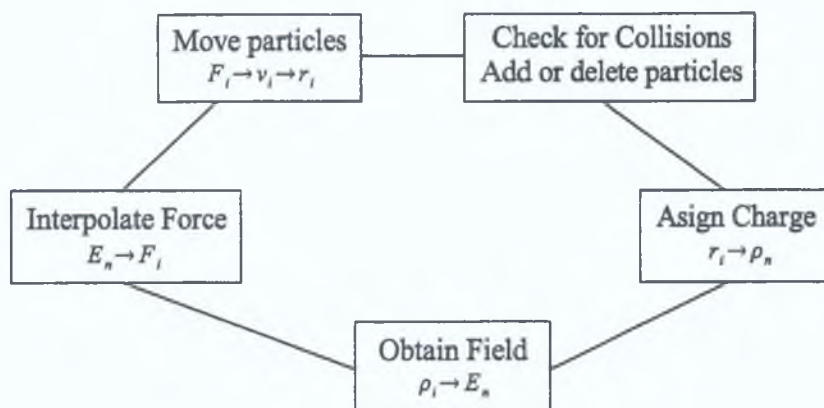 Move particles
F_i→v_i→r_i
Check for Collisions
Add or delete particles
Interpolate Force
E_n→F_i
Asign Charge
r_i→ρ_n
Obtain Field
ρ_i→E_n